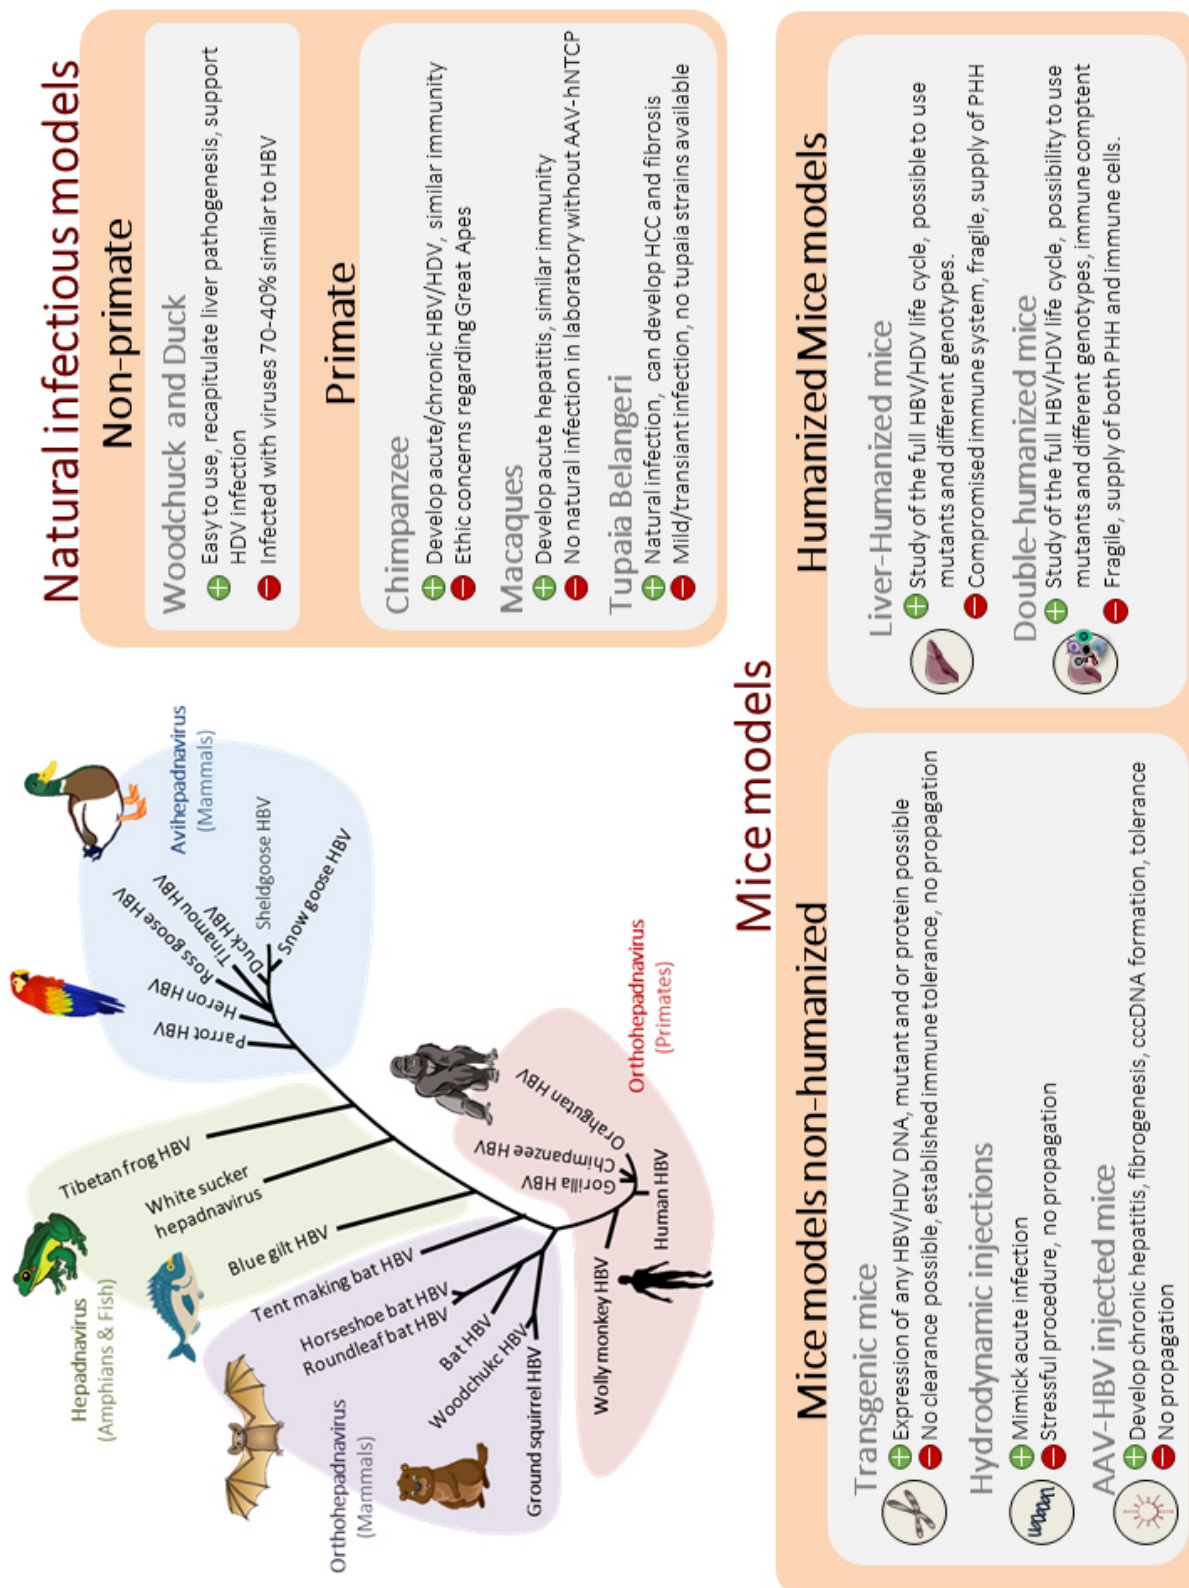 Hepadnavirus
(Amphians & Fish)
Tibetan frog HBV
White sucker
hepadnavirus
Blue gilt HBV
Avihepadnavirus
(Mammals)
Parrot HBV
Heron HBV
Ross goose HBV
Tinamou HBV
Duck HBV
Sheldgoose HBV
Snow goose HBV
Orthohepadnavirus
(Mammals)
Tent making bat HBV
Horseshoe bat HBV
Roundleaf bat HBV
Bat HBV
Woodchukc HBV
Ground squirrel HBV
Orthohepadnavirus
(Primates)
Wolly monkey HBV
Human HBV
Gorilla HBV
Chimpanzee HBV
Orahgutan HBV
Natural infectious models
Non-primate
Woodchuck and Duck
Easy to use, recapitulate liver pathogenesis, support
HDV infection
Infected with viruses 70-40% similar to HBV
Primate
Chimpanzee
Develop acute/chronic HBV/HDV, similar immunity
Ethic concerns regarding Great Apes
Macaques
Develop acute hepatitis, similar immunity
No natural infection in laboratory without AAV-hNTCP
Tupaia Belangeri
Natural infection, can develop HCC and fibrosis
Mild/transiant infection, no tupaia strains available
Mice models
Mice models non-humanized
Transgenic mice
Expression of any HBV/HDV DNA, mutant and or protein possible
No clearance possible, established immune tolerance, no propagation
Hydrodynamic injections
Mimick acute infection
Stressful procedure, no propagation
AAV-HBV injected mice
Develop chronic hepatitis, fibrogenesis, cccDNA formation, tolerance
No propagation
Humanized Mice models
Liver-Humanized mice
Study of the full HBV/HDV life cycle, possible to use
mutants and different genotypes.
Compromised immune system, fragile, supply of PHH
Double-humanized mice
Study of the full HBV/HDV life cycle, possibility to use
mutants and different genotypes, immune comptent
Fragile, supply of both PHH and immune cells.